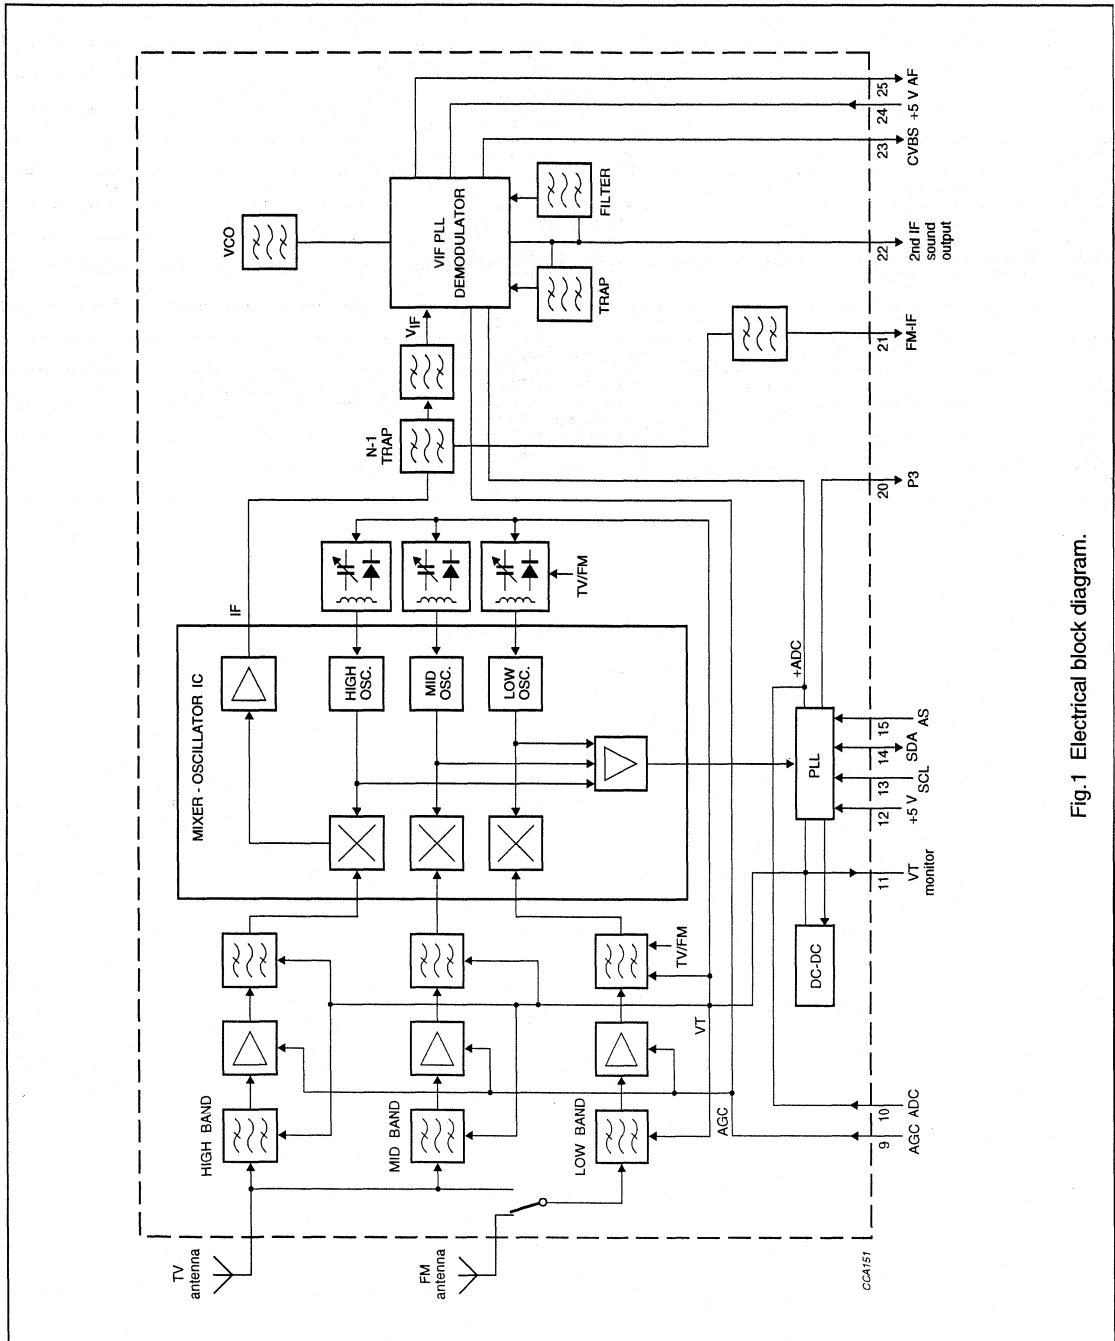 TV
antenna
FM
antenna
HIGH BAND
MID BAND
LOW BAND
AGC
VT
TV/FM
MIXER - OSCILLATOR IC
HIGH
OSC.
MID
OSC.
LOW
OSC.
IF
TV/FM
N-1
TRAP
VIF
VCO
VIF PLL
DEMODULATOR
TRAP
FILTER
DC-DC
PLL
+ADC
9
AGC
10
ADC
11
VT
monitor
12
+5 V
13
SCL
14
SDA
15
AS
20
P3
21
FM-IF
22
2nd IF
sound
output
23
CVBS
24
+5 V
25
AF
CCA151
Fig.1 Electrical block diagram.